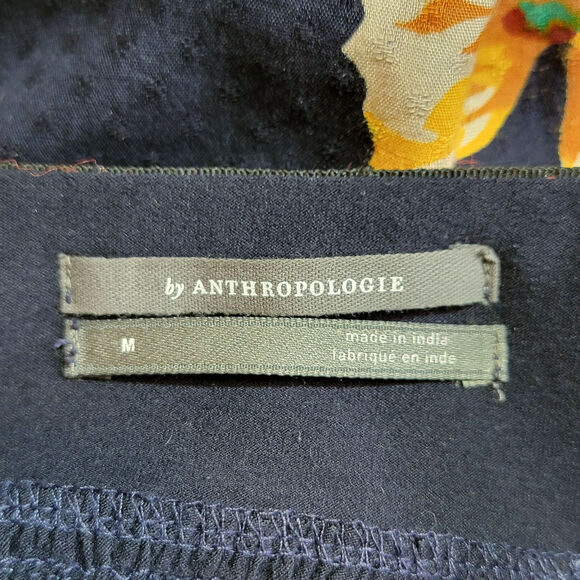 by ANTHROPOLOGIE
M
made in india
fabriqué en inde